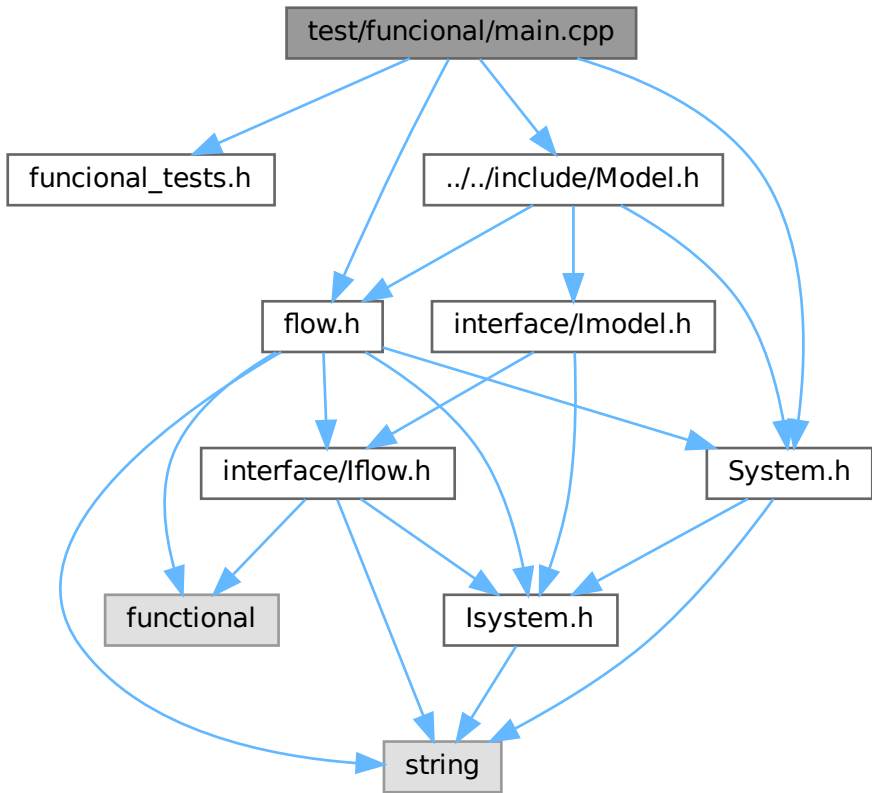 test/funcional/main.cpp
funcional_tests.h
../../include/Model.h
flow.h
interface/Imodel.h
interface/Iflow.h
System.h
functional
Isystem.h
string